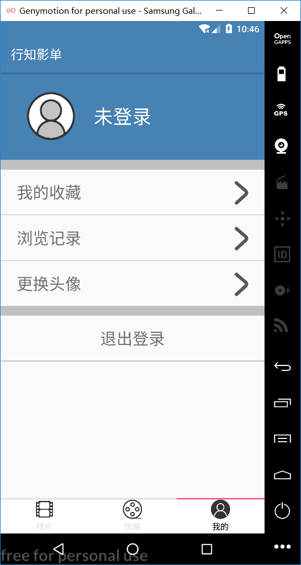 Genymotion for personal use - Samsung Gal...
10:46
Open
GAPPS
行知影单
未登录
GPS
我的收藏
浏览记录
ID
更换头像
退出登录
找片
热映
我的
free for personal use